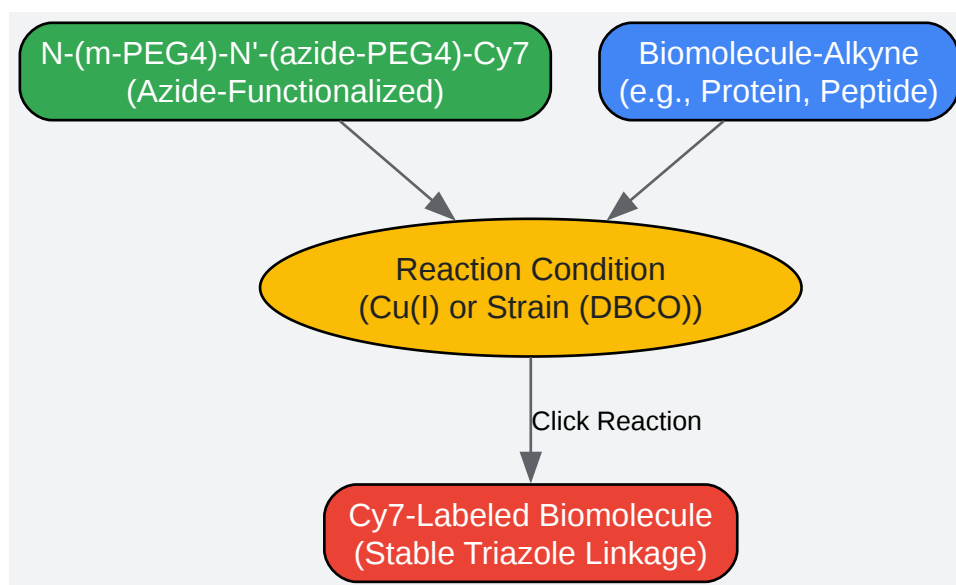 N-(m-PEG4)-N'-(azide-PEG4)-Cy7
(Azide-Functionalized)
Biomolecule-Alkyne
(e.g., Protein, Peptide)
Reaction Condition
(Cu(I) or Strain (DBCO))
Click Reaction
Cy7-Labeled Biomolecule
(Stable Triazole Linkage)